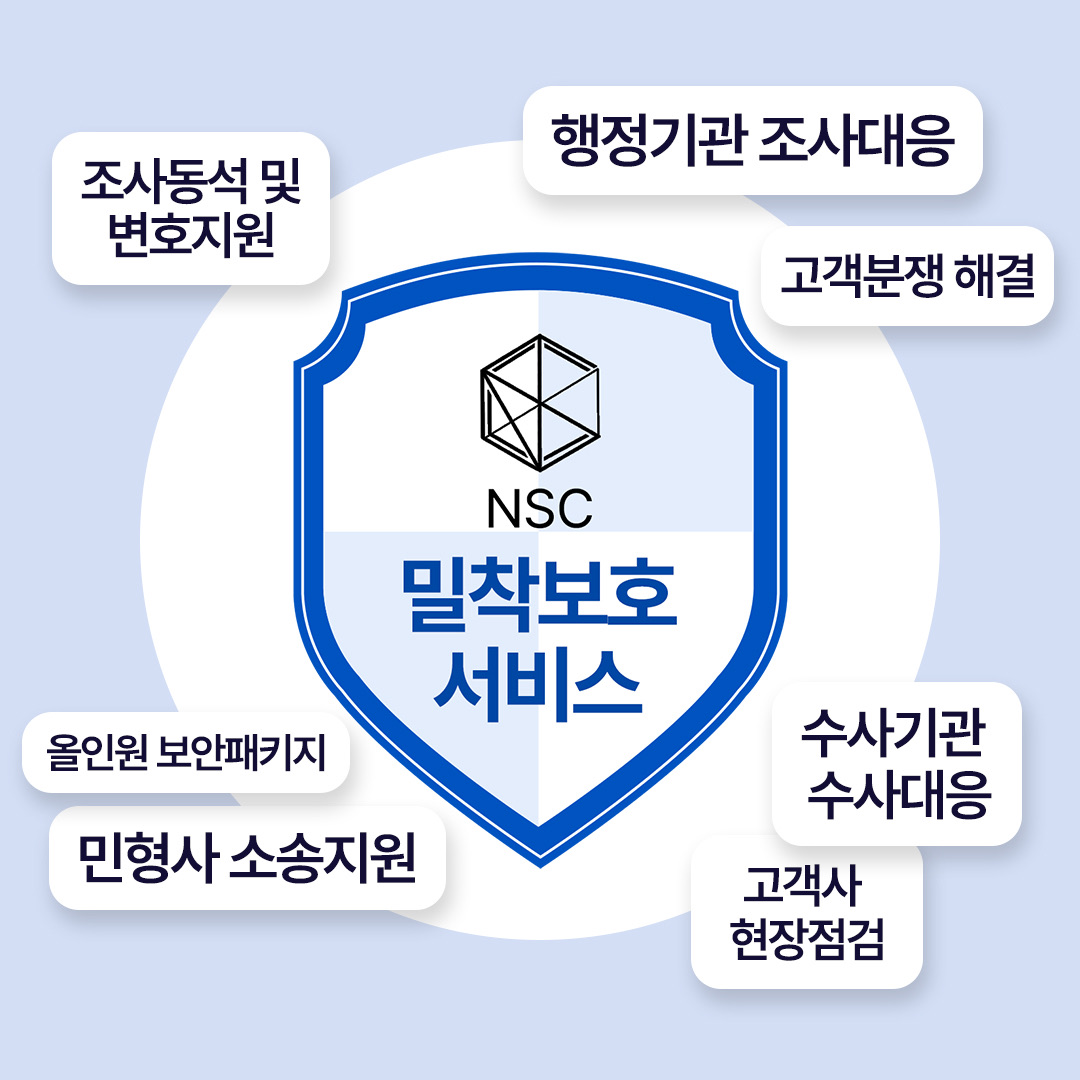 행정기관 조사대응
조사동석 및
변호지원
고객분쟁 해결
NSC
밀착보호
서비스
올인원 보안패키지
민형사 소송지원
수사기관
수사대응
고객사
현장점검